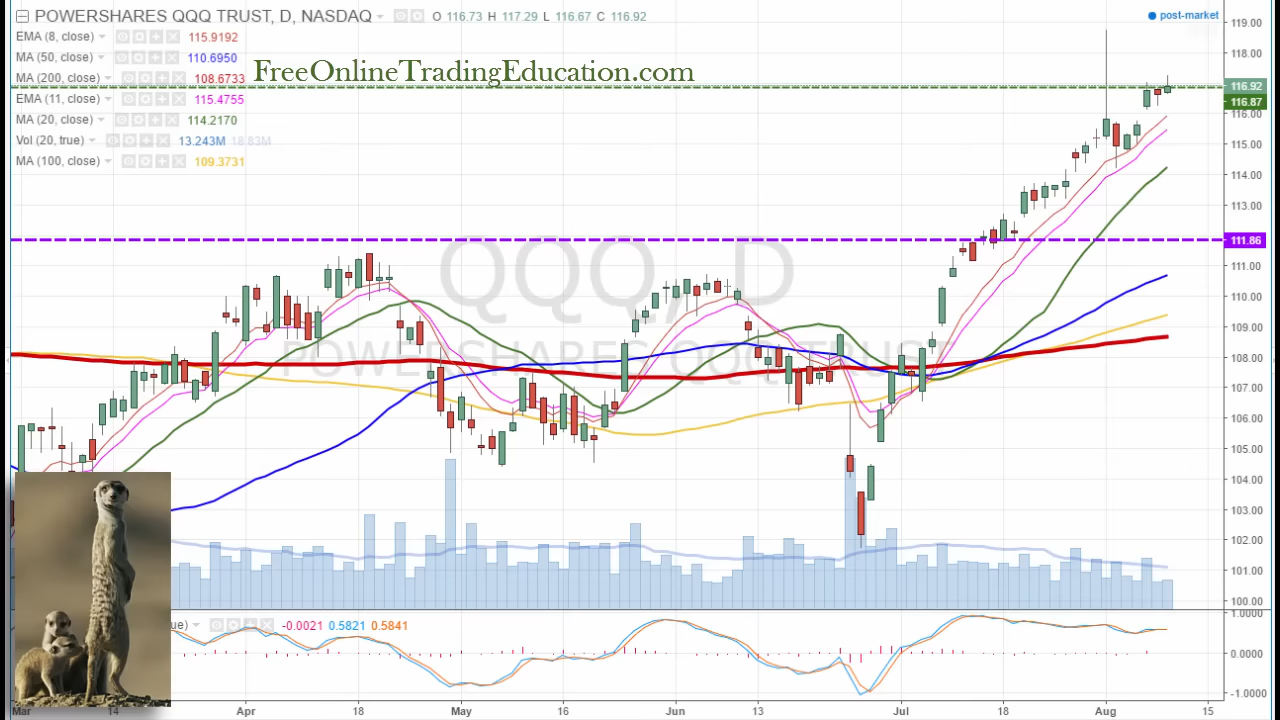 POWERSHARES QQQ TRUST, D, NASDAQ O 116.73 H 117.29 L 116.67 C 116.92
post-market
EMA (8, close) 115.9192
MA (50, close) 110.6950
MA (200, close) 108.6733
FreeOnlineTradingEducation.com
EMA (11, close) 115.4755
MA (20, close) 114.2170
Vol (20, true) 13.243M 18.83M
MA (100, close) 109.3731
QQQ, D
POWERSHARES QQQ TRUST
119.00
118.00
116.92
116.87
116.00
115.00
114.00
113.00
111.86
111.00
110.00
109.00
108.00
107.00
106.00
105.00
104.00
103.00
102.00
101.00
100.00
ue) -0.0021 0.5821 0.5841
1.0000
0.0000
-1.0000
Mar 14 Apr 18 May 16 Jun 13 Jul 18 Aug 15